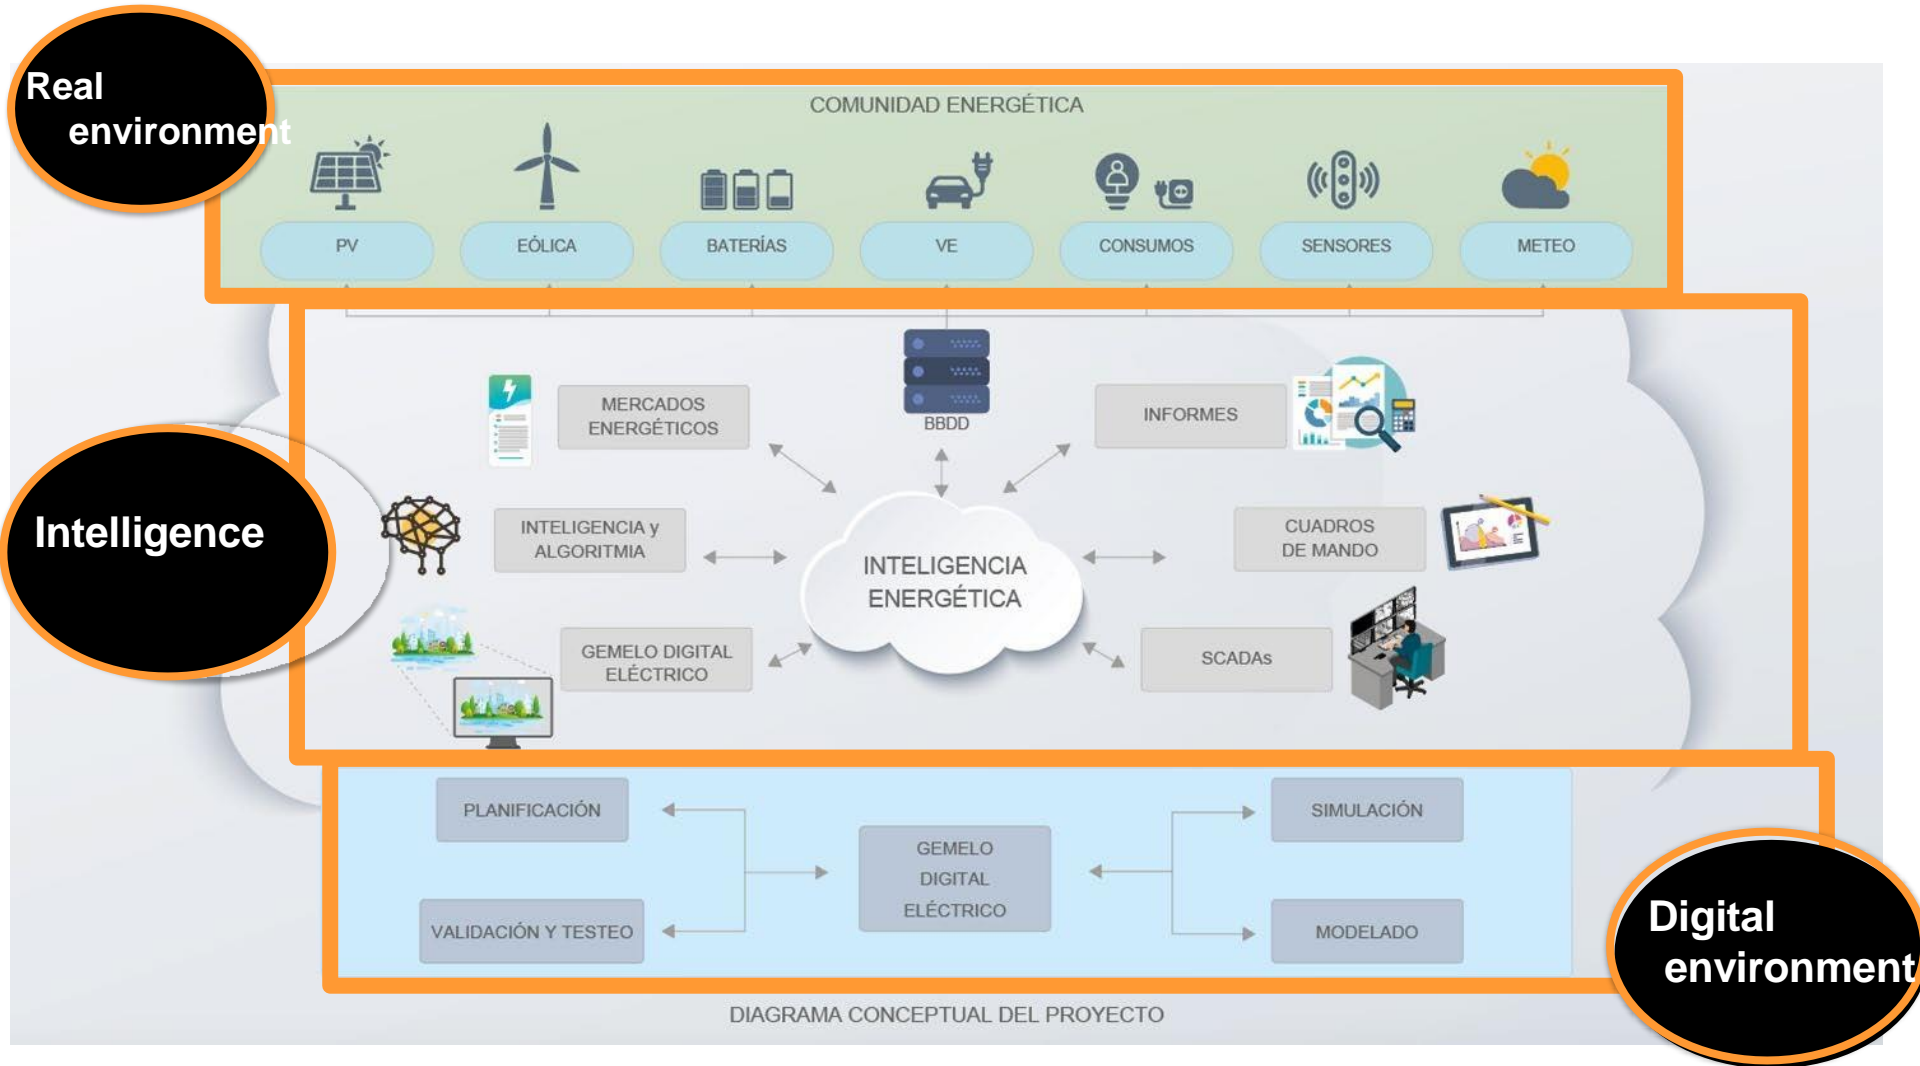 Real
environment
COMUNIDAD ENERGÉTICA
PV
EÓLICA
BATERÍAS
VE
CONSUMOS
SENSORES
METEO
BBDD
MERCADOS
ENERGÉTICOS
INFORMES
Intelligence
INTELIGENCIA y
ALGORITMIA
INTELIGENCIA
ENERGÉTICA
CUADROS
DE MANDO
GEMELO DIGITAL
ELÉCTRICO
SCADAs
PLANIFICACIÓN
SIMULACIÓN
GEMELO
DIGITAL
ELÉCTRICO
VALIDACIÓN Y TESTEO
MODELADO
Digital
environment
DIAGRAMA CONCEPTUAL DEL PROYECTO